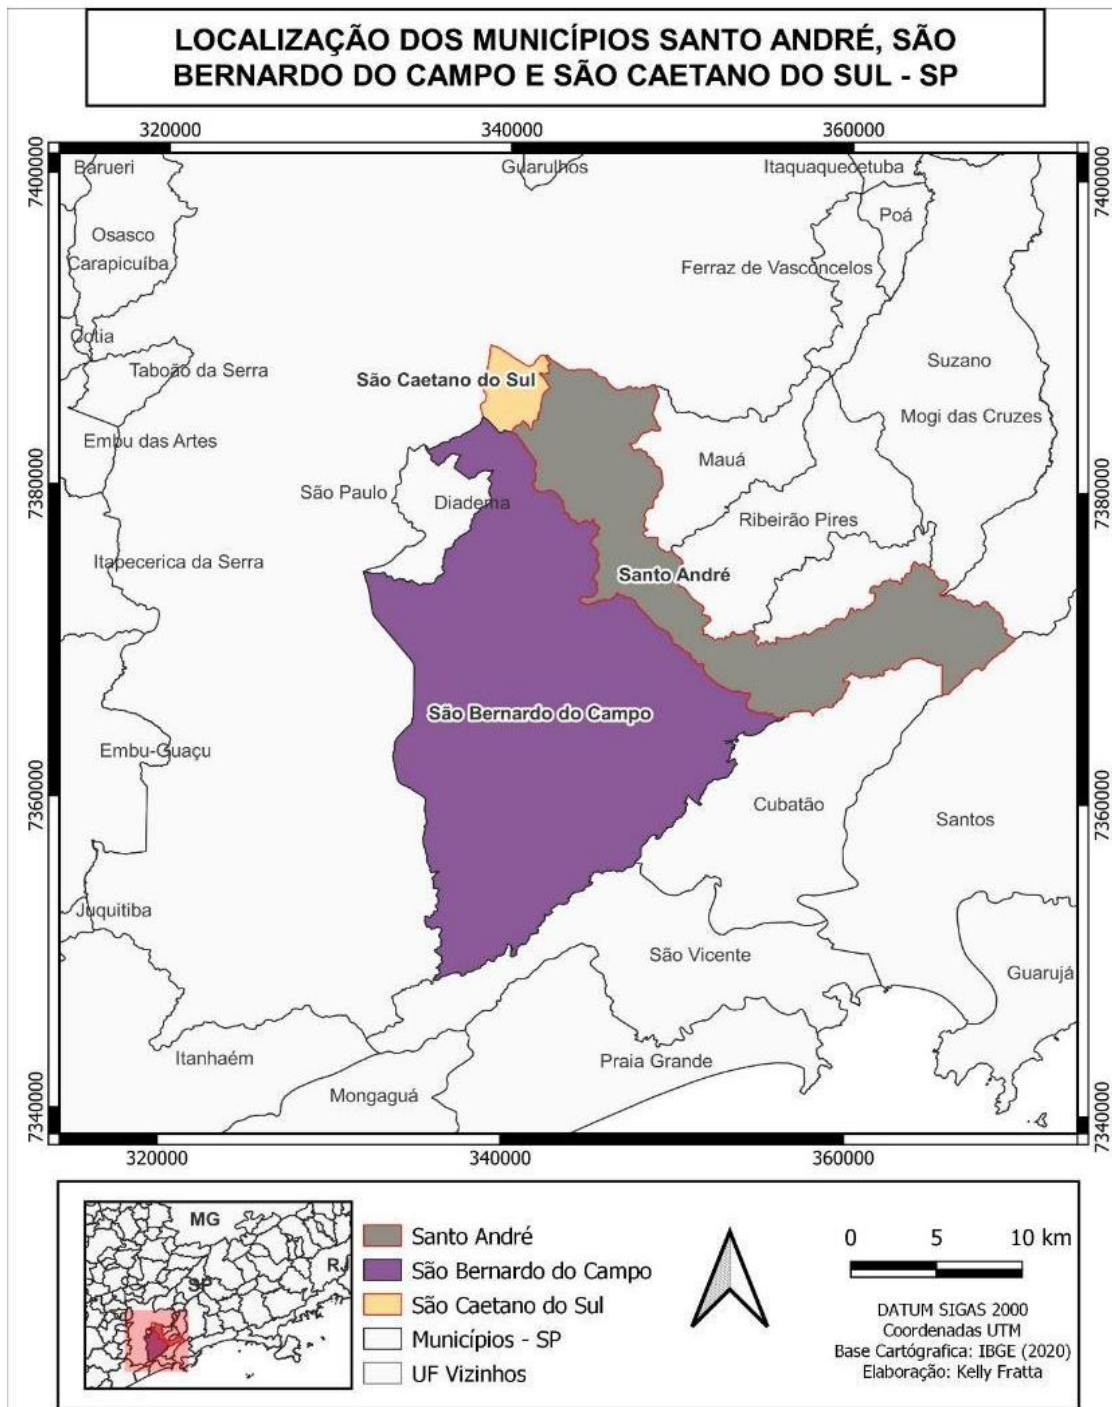 LOCALIZAÇÃO DOS MUNICÍPIOS SANTO ANDRÉ, SÃO
BERNARDO DO CAMPO E SÃO CAETANO DO SUL - SP
320000
340000
360000
7400000
7400000
Barueri
Guarulhos
Itaquaquecetuba
Poá
Osasco
Carapicuíba
Ferraz de Vasconcelos
Cotia
Taboão da Serra
Suzano
São Caetano do Sul
Mogi das Cruzes
Embu das Artes
Mauá
7380000
7380000
São Paulo
Diadema
Ribeirão Pires
Itapecerica da Serra
Santo André
São Bernardo do Campo
Embu-Guaçu
7360000
7360000
Cubatão
Santos
Juquitiba
São Vicente
Guarujá
Itanhaém
Praia Grande
Mongaguá
7340000
7340000
320000
340000
360000
MG
SP
RJ
Santo André
São Bernardo do Campo
São Caetano do Sul
Municípios - SP
UF Vizinhos
0 5 10 km
DATUM SIGAS 2000
Coordenadas UTM
Base Cartógrafica: IBGE (2020)
Elaboração: Kelly Fratta